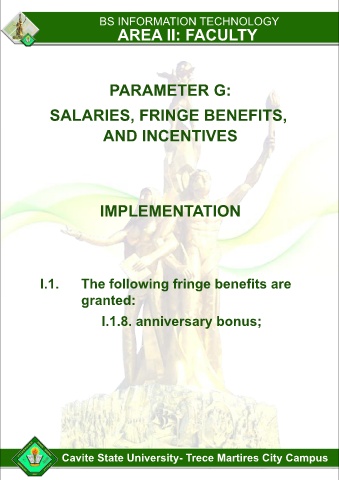 BS INFORMATION TECHNOLOGY
AREA II: FACULTY
PARAMETER G:
SALARIES, FRINGE BENEFITS,
AND INCENTIVES
IMPLEMENTATION
I.1. The following fringe benefits are
granted:
I.1.8. anniversary bonus;
Cavite State University- Trece Martires City Campus